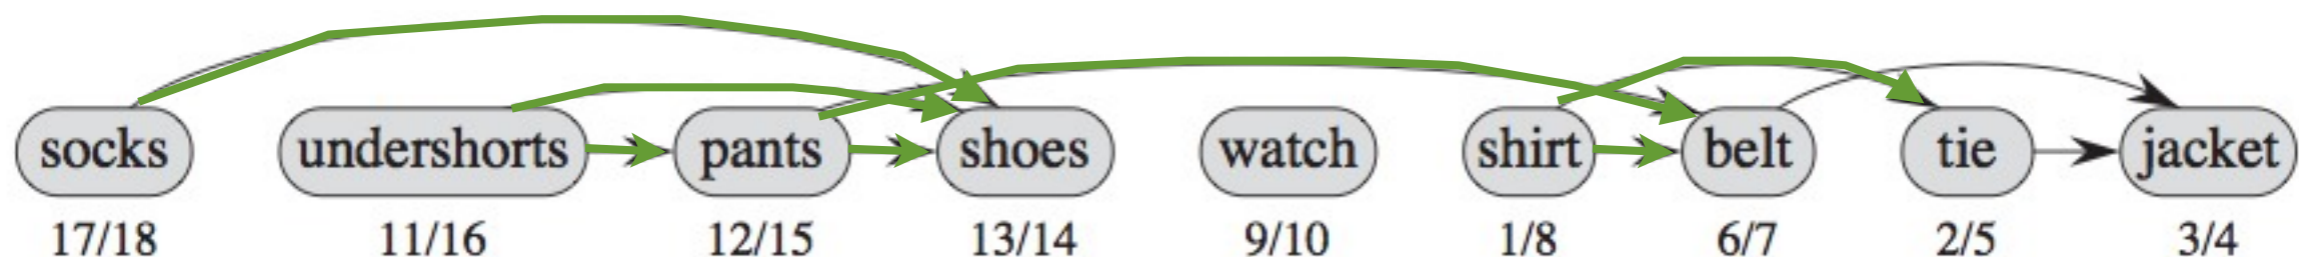 socks undershorts pants shoes watch shirt belt tie jacket
17/18 11/16 12/15 13/14 9/10 1/8 6/7 2/5 3/4